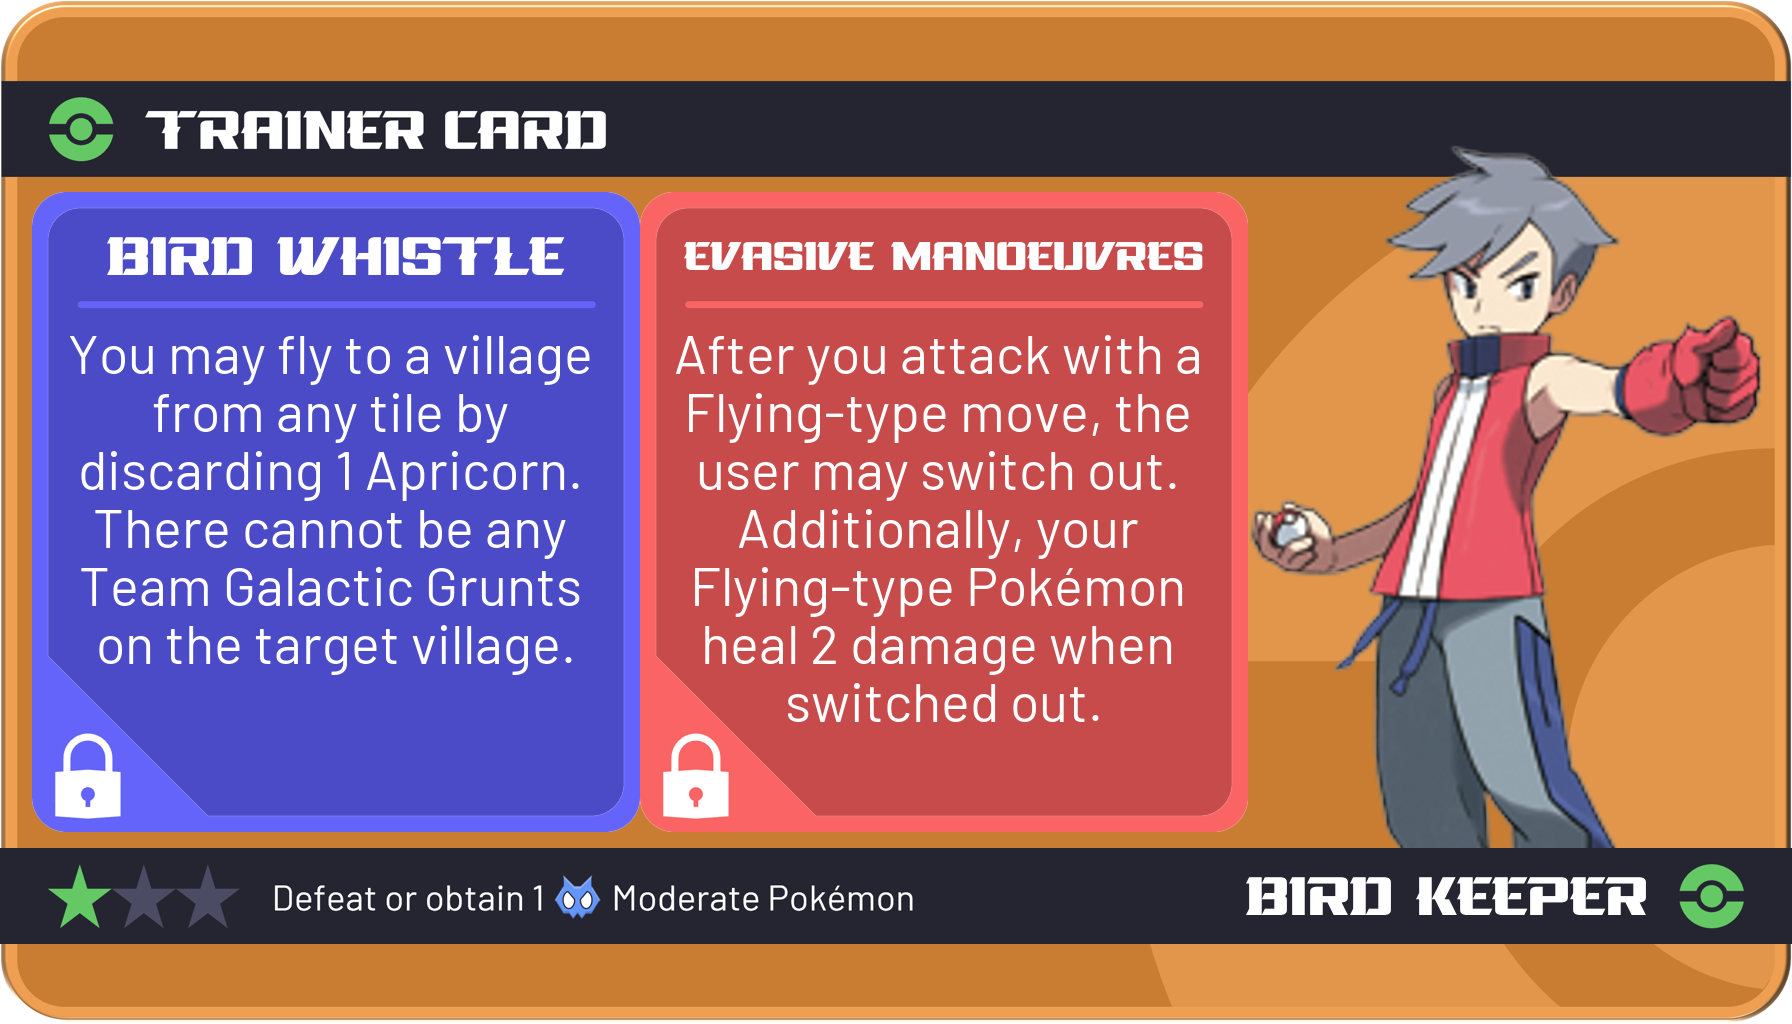 TRAINER CARD
BIRD WHISTLE
You may fly to a village
from any tile by
discarding 1 Apricorn.
There cannot be any
Team Galactic Grunts
on the target village.
EVASIVE MANOEUVRES
After you attack with a
Flying-type move, the
user may switch out.
Additionally, your
Flying-type Pokémon
heal 2 damage when
switched out.
Defeat or obtain 1 Moderate Pokémon
BIRD KEEPER